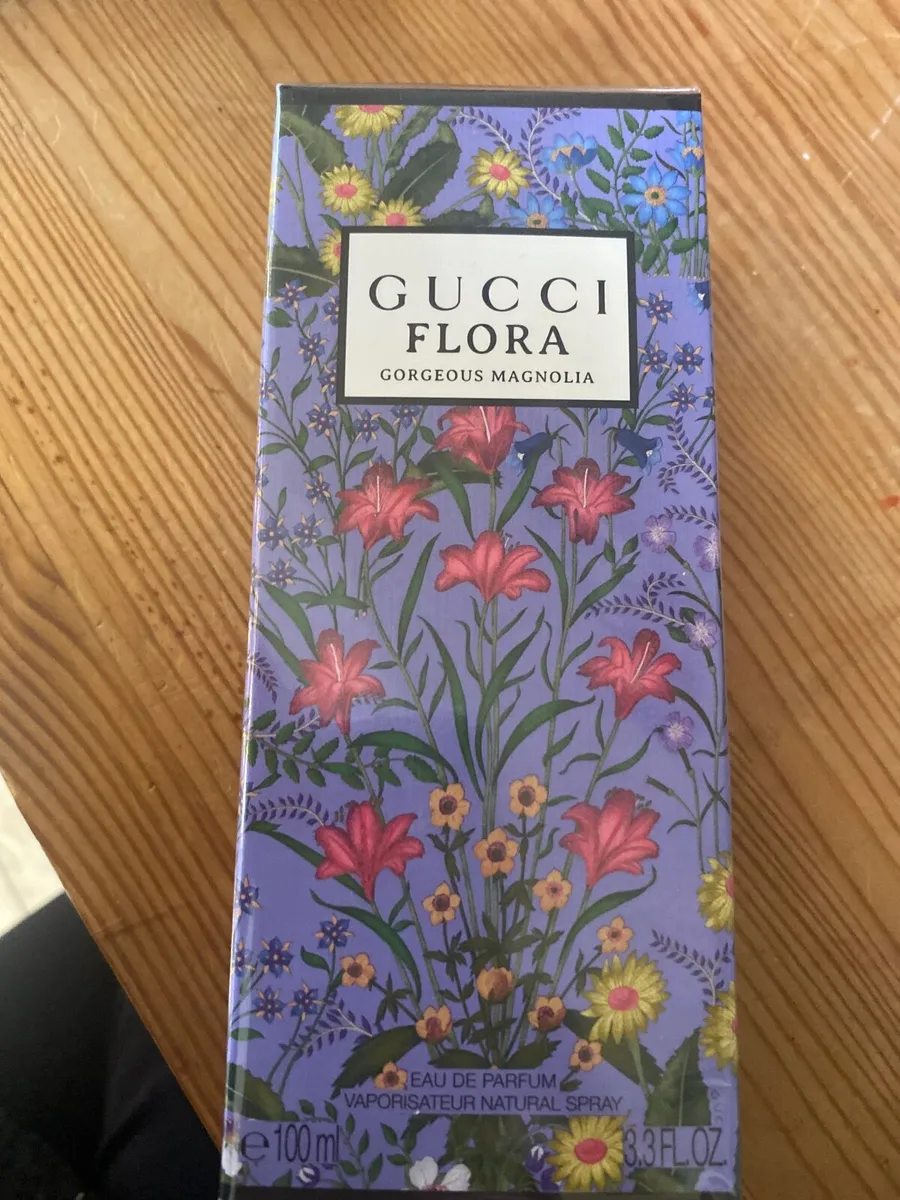 GUCCI
FLORA
GORGEOUS MAGNOLIA
EAU DE PARFUM
VAPORISATEUR NATURAL SPRAY
℮ 100 ml 3.3 FL.OZ.